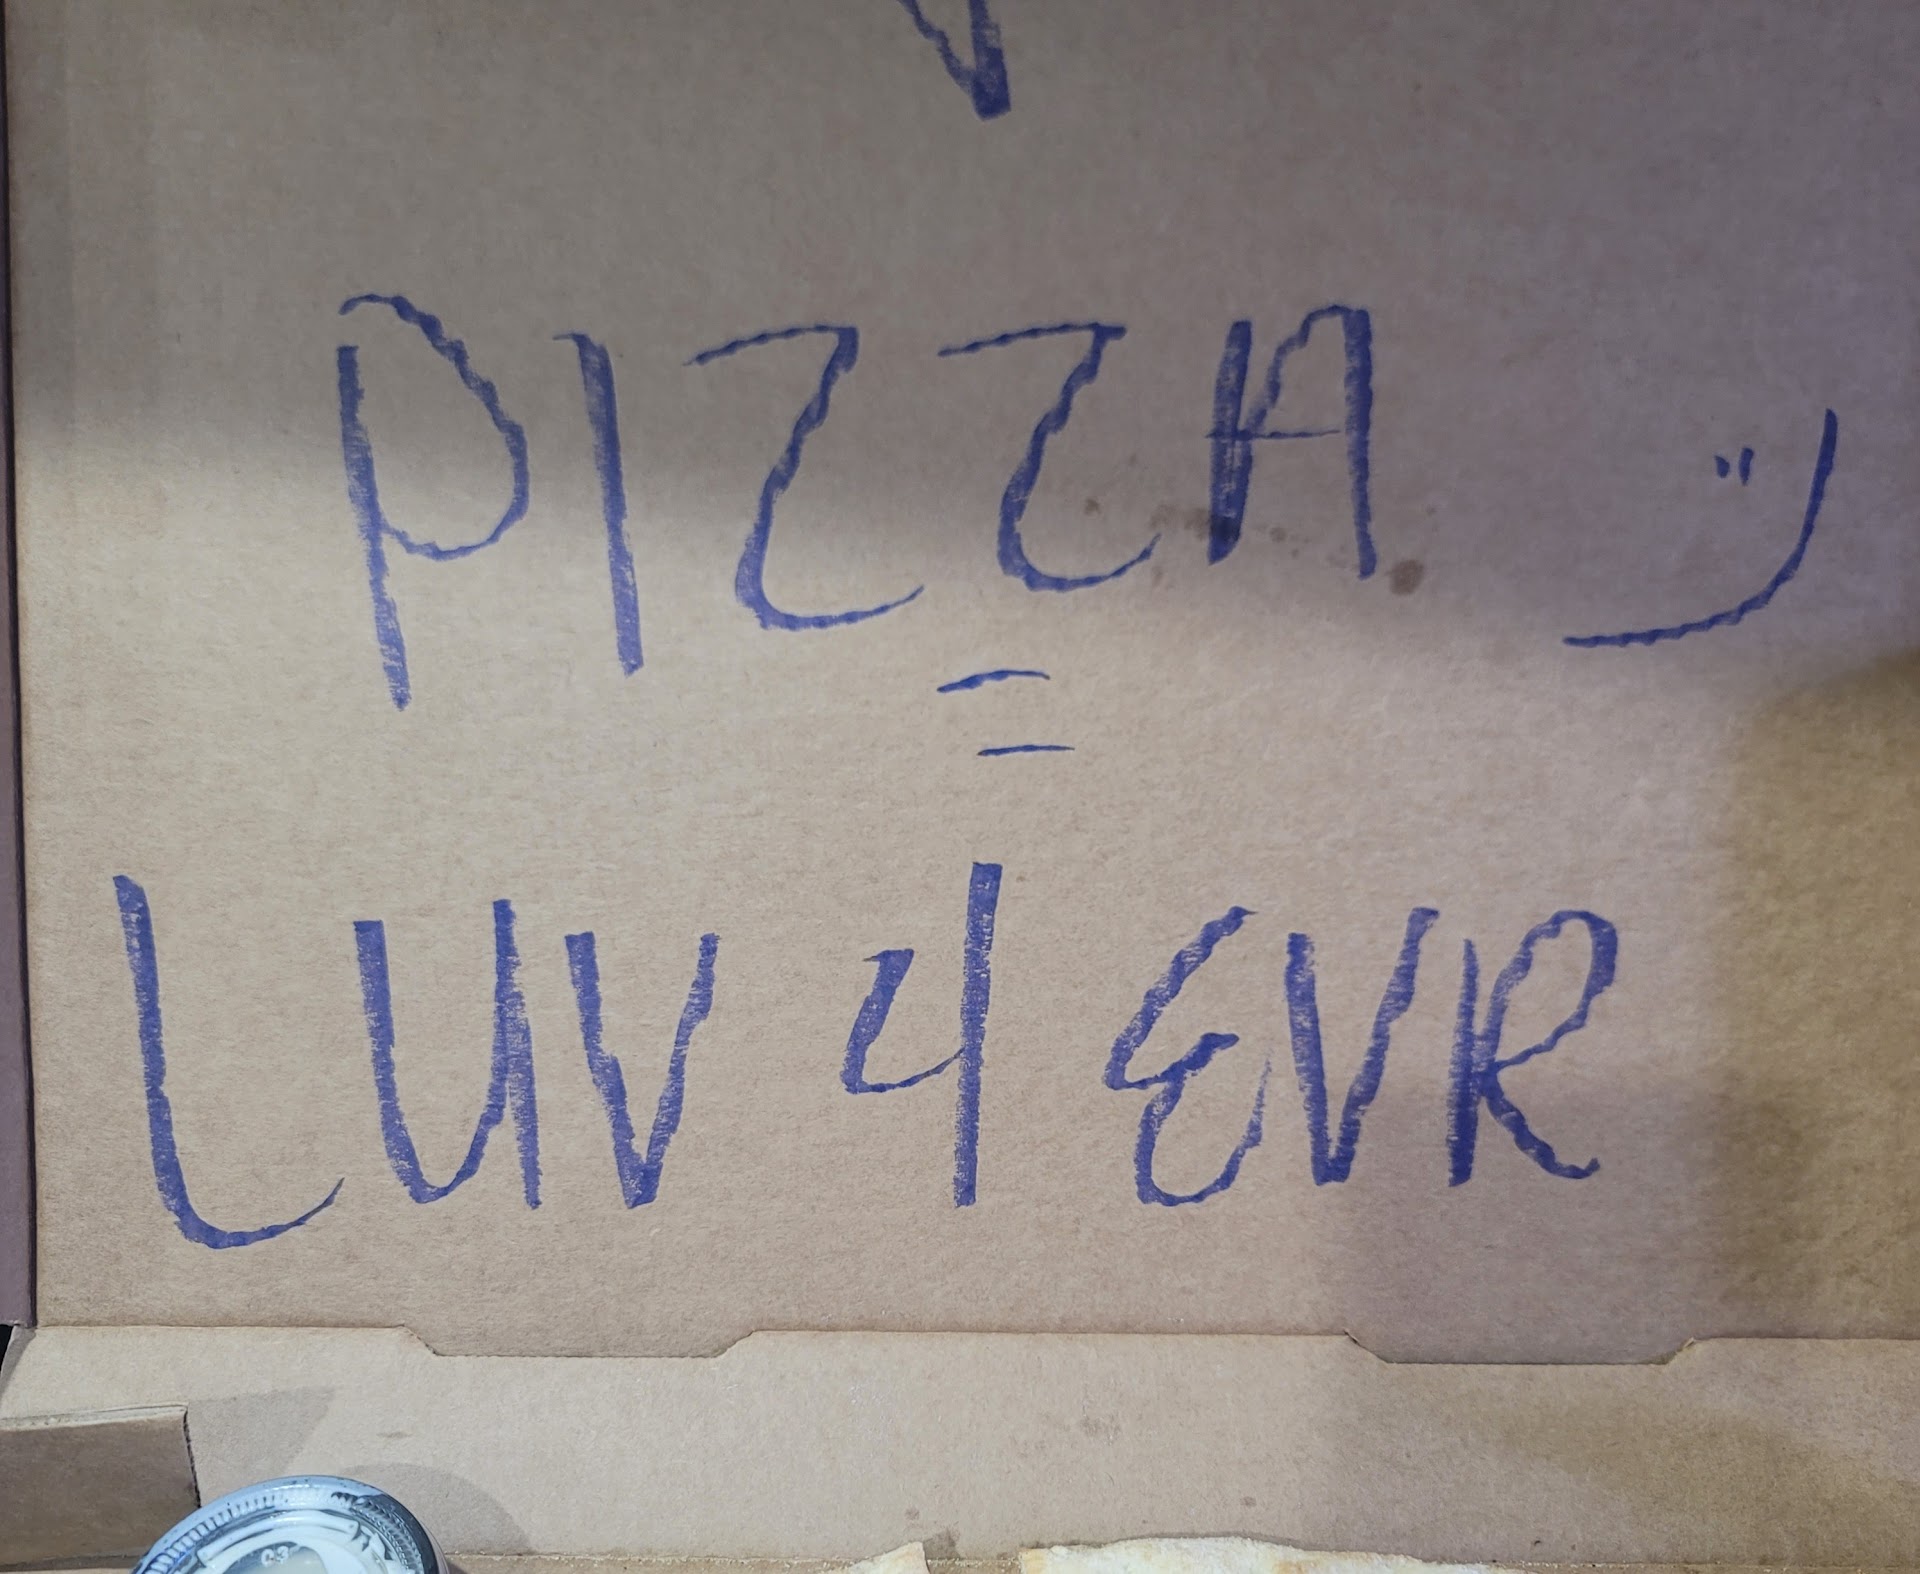 PIZZA
=
LUV 4 EVR